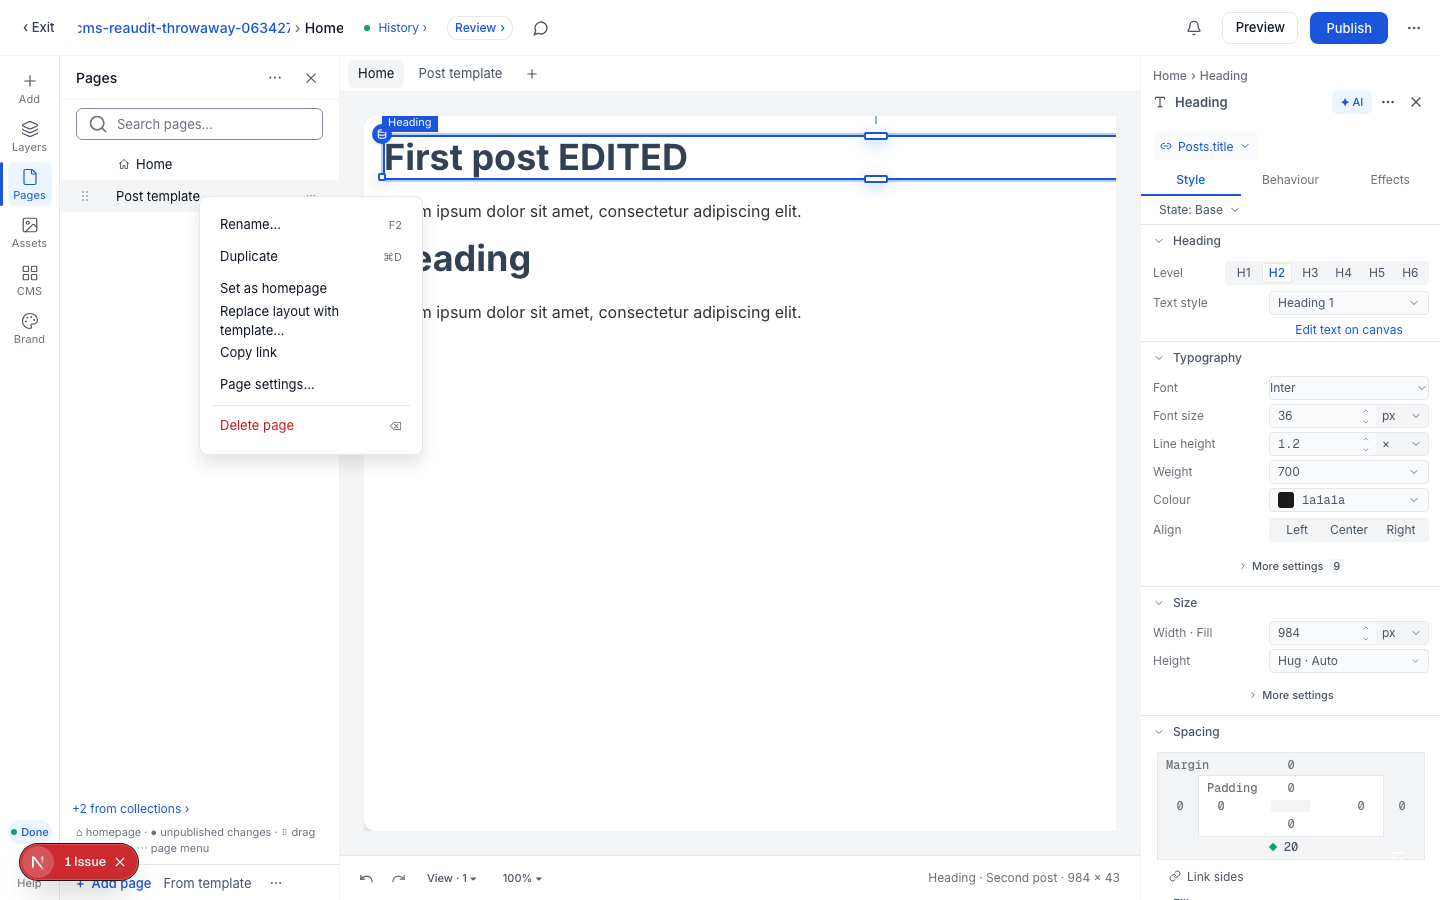 ‹ Exit
cms-reaudit-throwaway-063427 › Home
History ›
Review ›
Preview
Publish
Add
Layers
Pages
Assets
CMS
Brand
Done
Help
Pages
Search pages...
Home
Post template
Rename...
F2
Duplicate
⌘D
Set as homepage
Replace layout with
template...
Copy link
Page settings...
Delete page
+2 from collections ›
⌂ homepage · ● unpublished changes · ⠿ drag
··· page menu
1 Issue
+ Add page
From template
Home
Post template
Heading
First post EDITED
m ipsum dolor sit amet, consectetur adipiscing elit.
eading
m ipsum dolor sit amet, consectetur adipiscing elit.
View · 1
100%
Heading · Second post · 984 × 43
Home › Heading
Heading
AI
Posts.title
Style
Behaviour
Effects
State: Base
Heading
Level
H1 H2 H3 H4 H5 H6
Text style
Heading 1
Edit text on canvas
Typography
Font
Inter
Font size
36
px
Line height
1.2
×
Weight
700
Colour
1a1a1a
Align
Left Center Right
More settings 9
Size
Width · Fill
984
px
Height
Hug · Auto
More settings
Spacing
Margin 0
Padding 0
0 0 0 0
0
20
Link sides